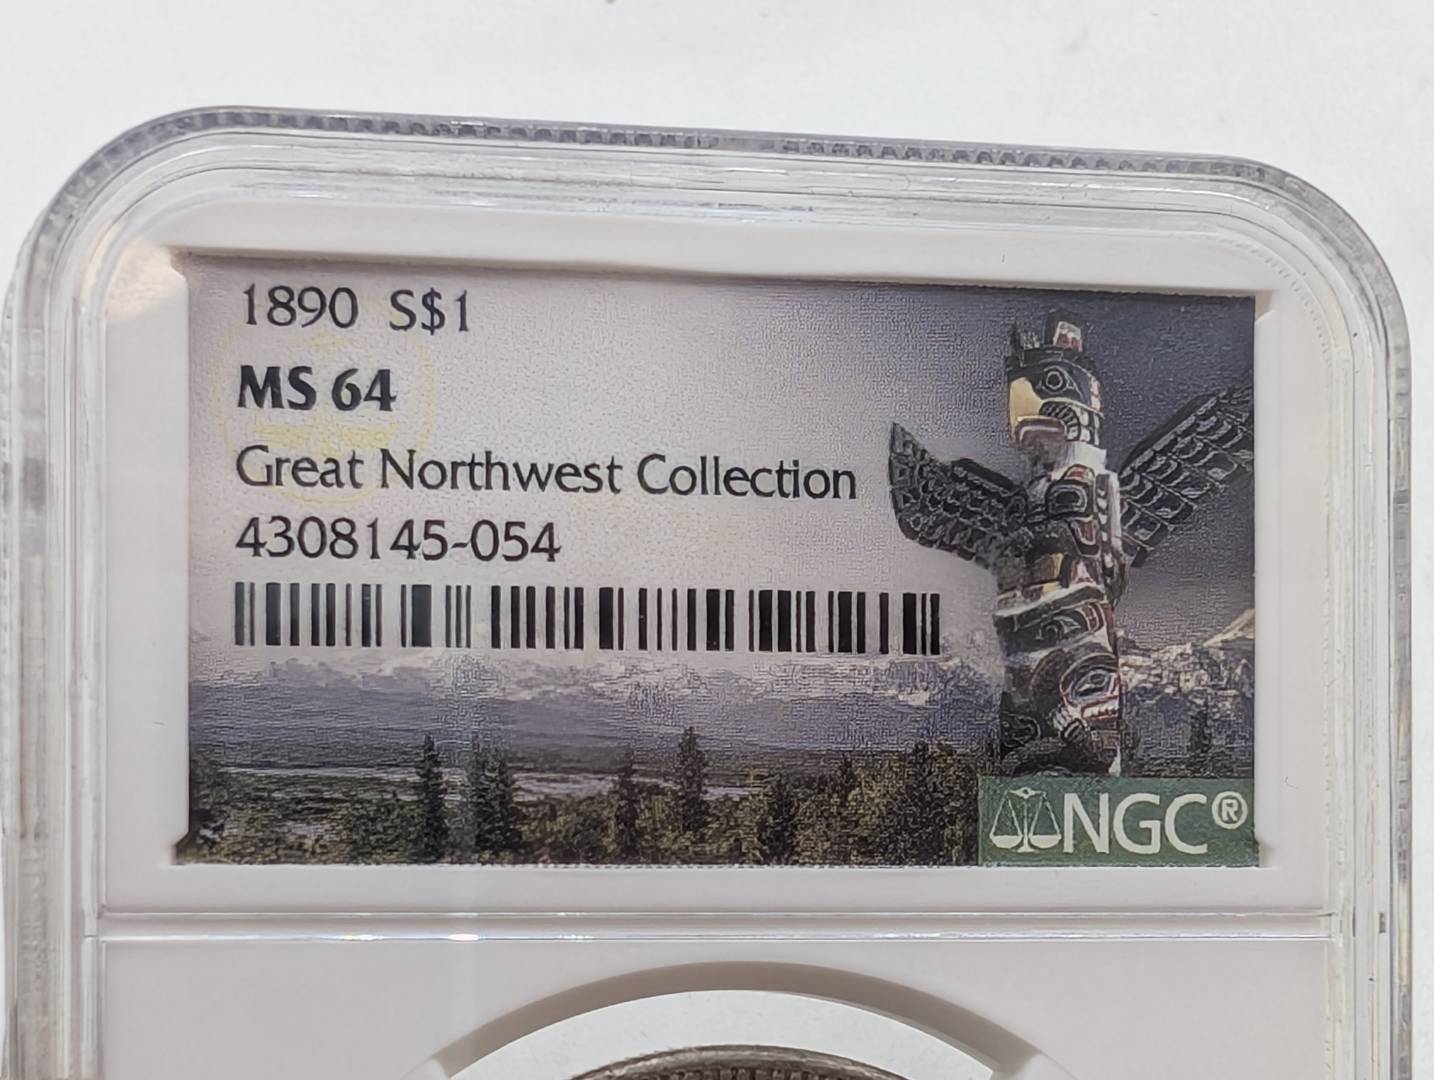 1890 S$1
MS 64
Great Northwest Collection
4308145-054
NGC®